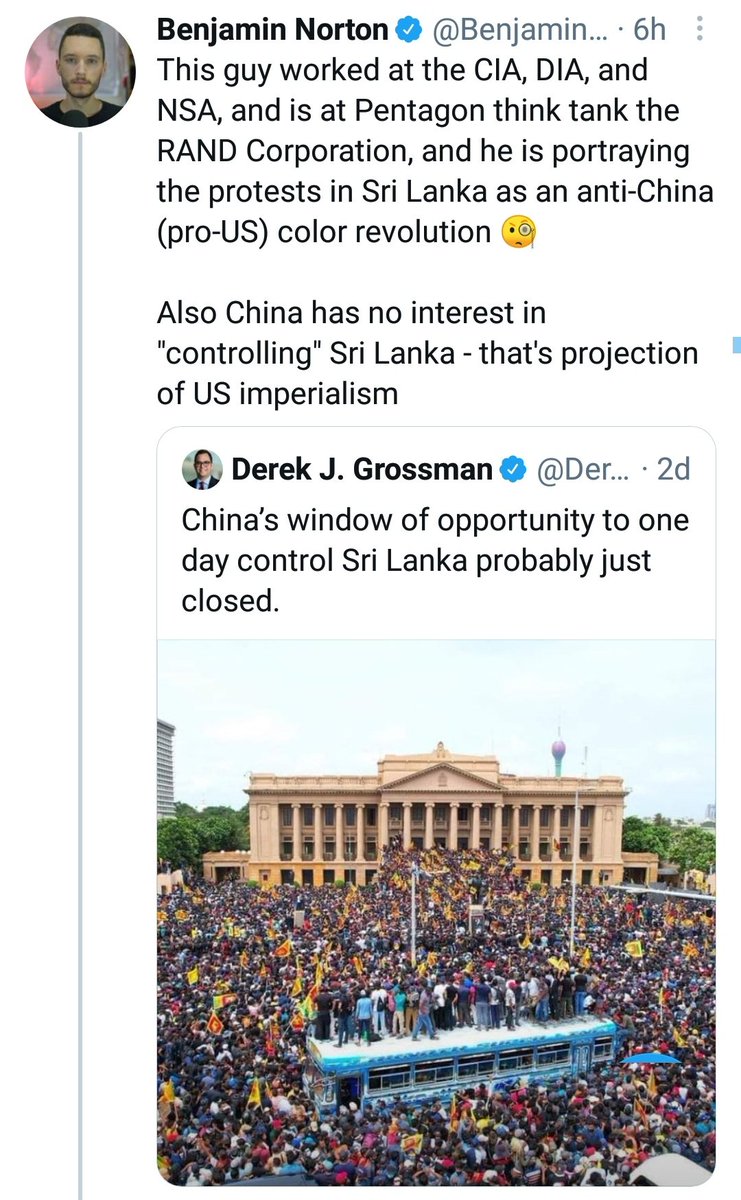 Benjamin Norton @Benjamin... · 6h
This guy worked at the CIA, DIA, and
NSA, and is at Pentagon think tank the
RAND Corporation, and he is portraying
the protests in Sri Lanka as an anti-China
(pro-US) color revolution 🧐
Also China has no interest in
"controlling" Sri Lanka - that's projection
of US imperialism
Derek J. Grossman @Der... · 2d
China’s window of opportunity to one
day control Sri Lanka probably just
closed.